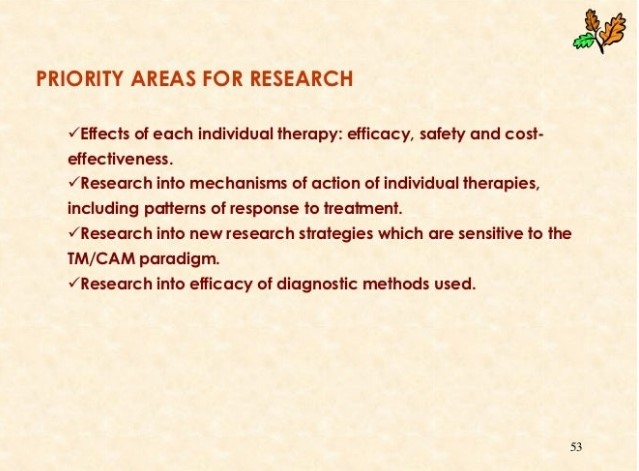 PRIORITY AREAS FOR RESEARCH
✓Effects of each individual therapy: efficacy, safety and cost-
effectiveness.
✓Research into mechanisms of action of individual therapies,
including patterns of response to treatment.
✓Research into new research strategies which are sensitive to the
TM/CAM paradigm.
✓Research into efficacy of diagnostic methods used.
53